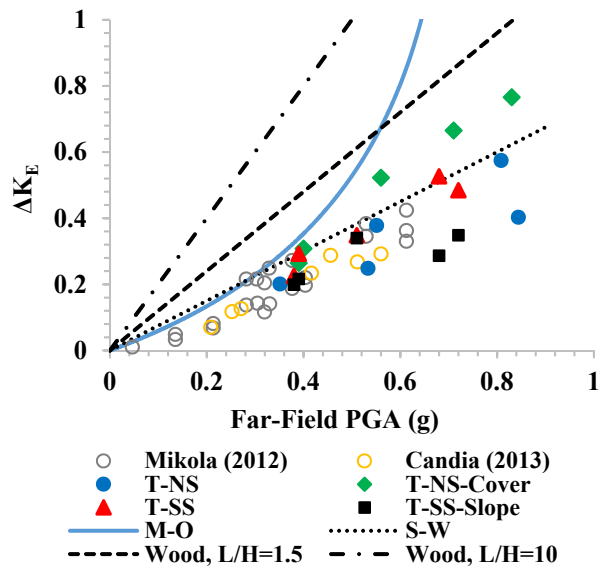 1
0.8
0.6
0.4
0.2
0
0 0.2 0.4 0.6 0.8 1
ΔK_E
Far-Field PGA (g)
Mikola (2012) Candia (2013)
T-NS T-NS-Cover
T-SS T-SS-Slope
M-O S-W
Wood, L/H=1.5 Wood, L/H=10